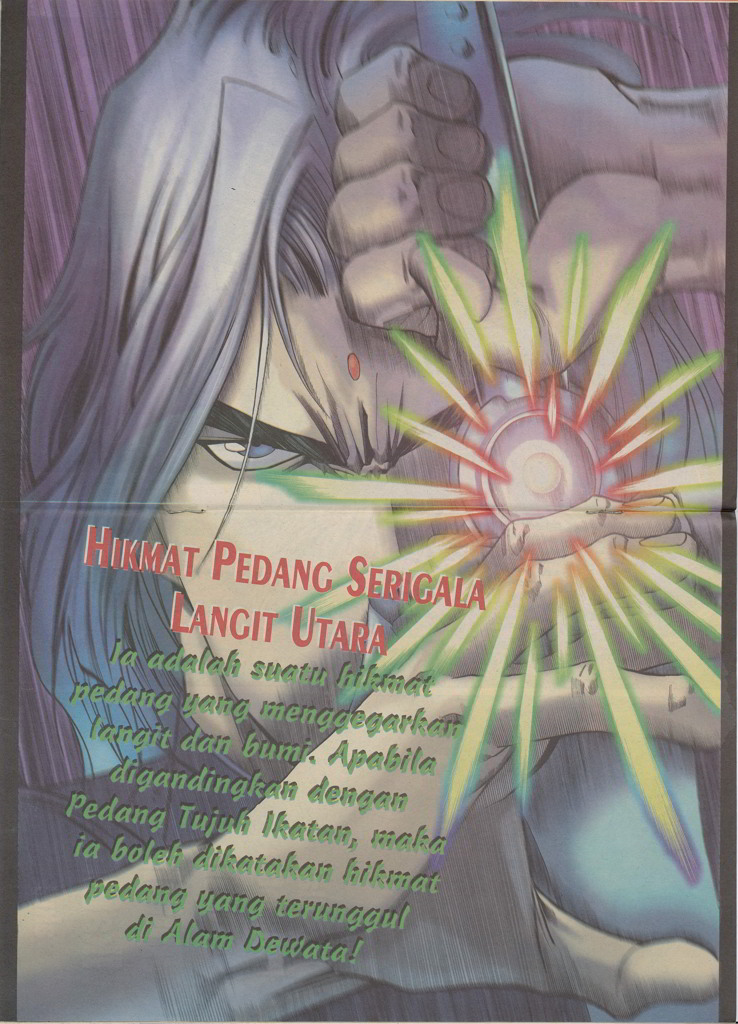 HIKMAT PEDANG SERIGALA
LANGIT UTARA
Ia adalah suatu hikmat
pedang yang menggegarkan
langit dan bumi. Apabila
digandingkan dengan
Pedang Tujuh Ikatan, maka
ia boleh dikatakan hikmat
pedang yang terunggul
di Alam Dewata!